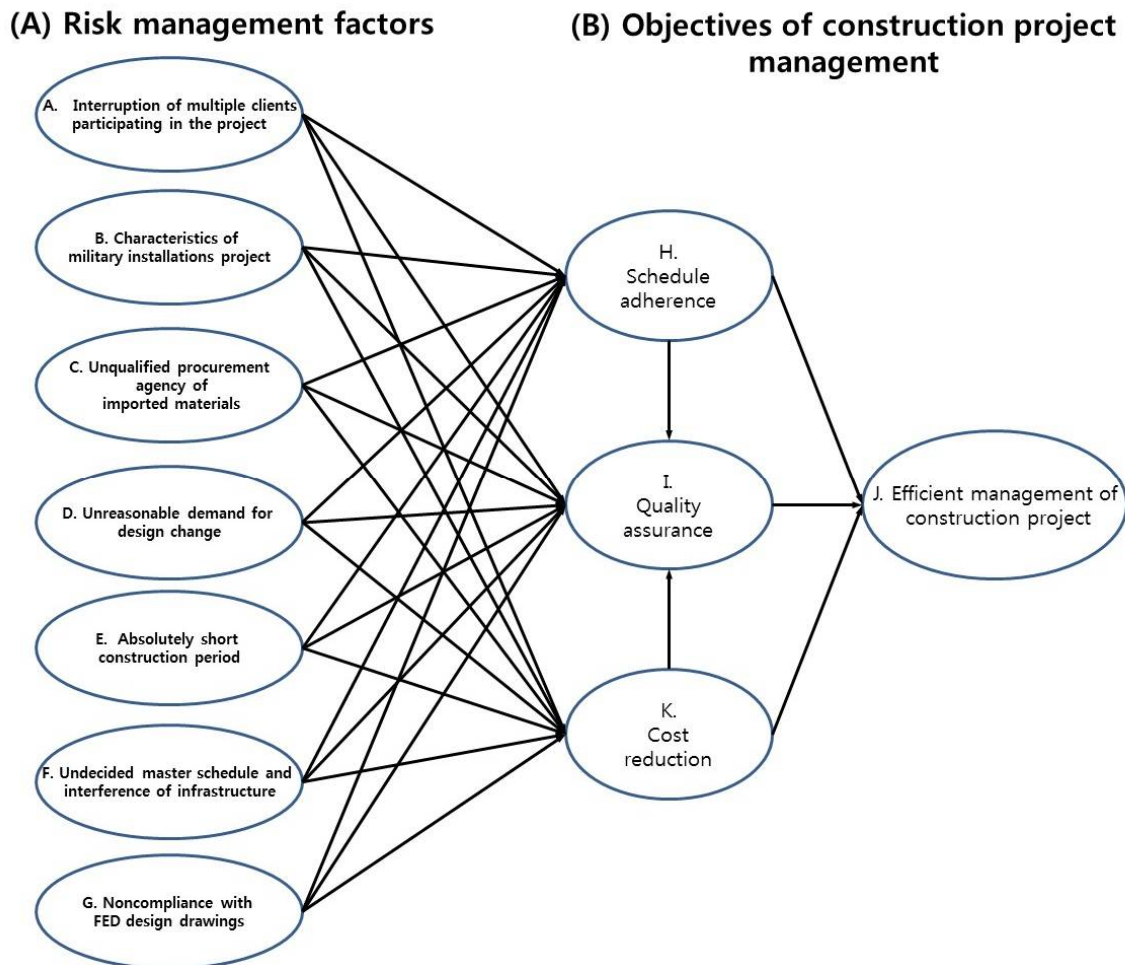 (A) Risk management factors
(B) Objectives of construction project
management
A. Interruption of multiple clients
participating in the project
B. Characteristics of
military installations project
C. Unqualified procurement
agency of
imported materials
D. Unreasonable demand for
design change
E. Absolutely short
construction period
F. Undecided master schedule and
interference of infrastructure
G. Noncompliance with
FED design drawings
H.
Schedule
adherence
I.
Quality
assurance
K.
Cost
reduction
J. Efficient management of
construction project